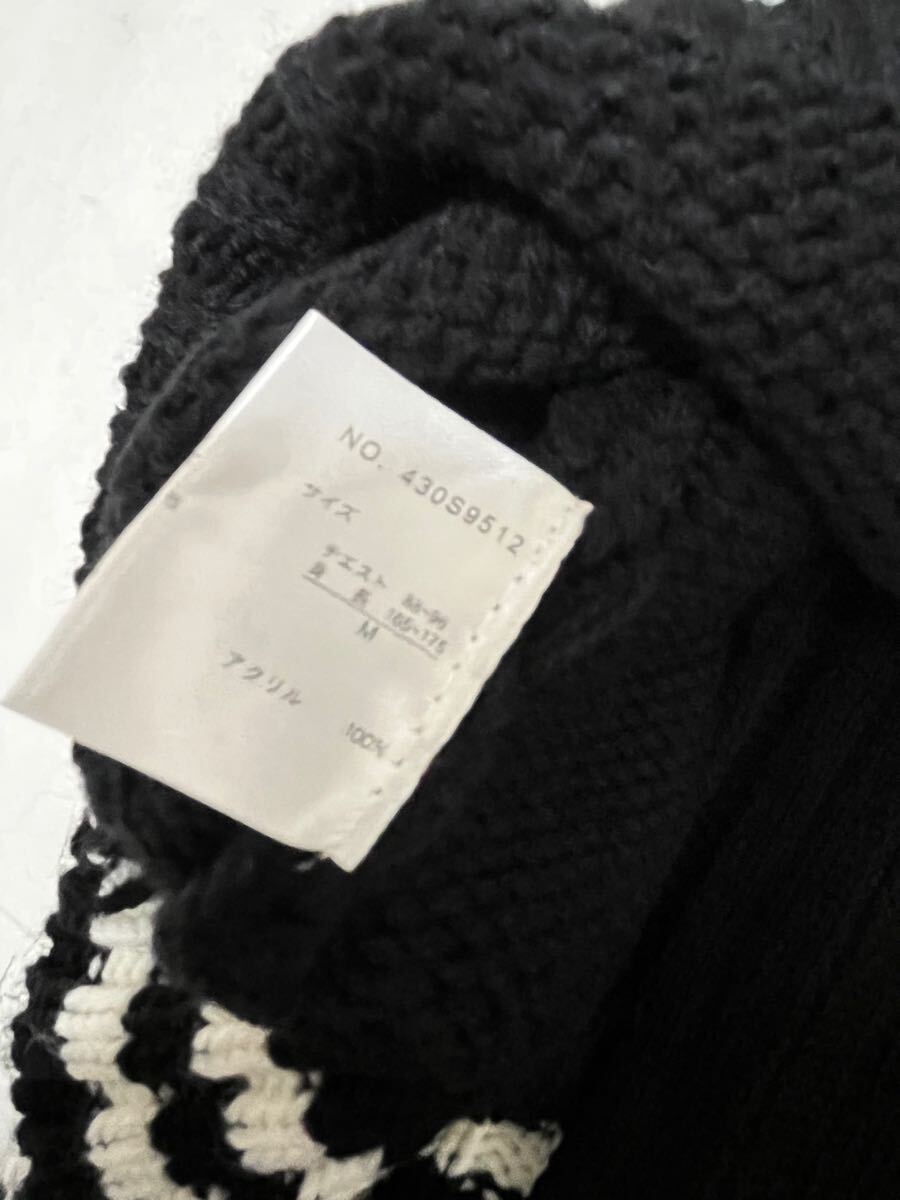 NO. 430S9512
サイズ
チエスト 88-96
身 長 165-175
M
アクリル 100%